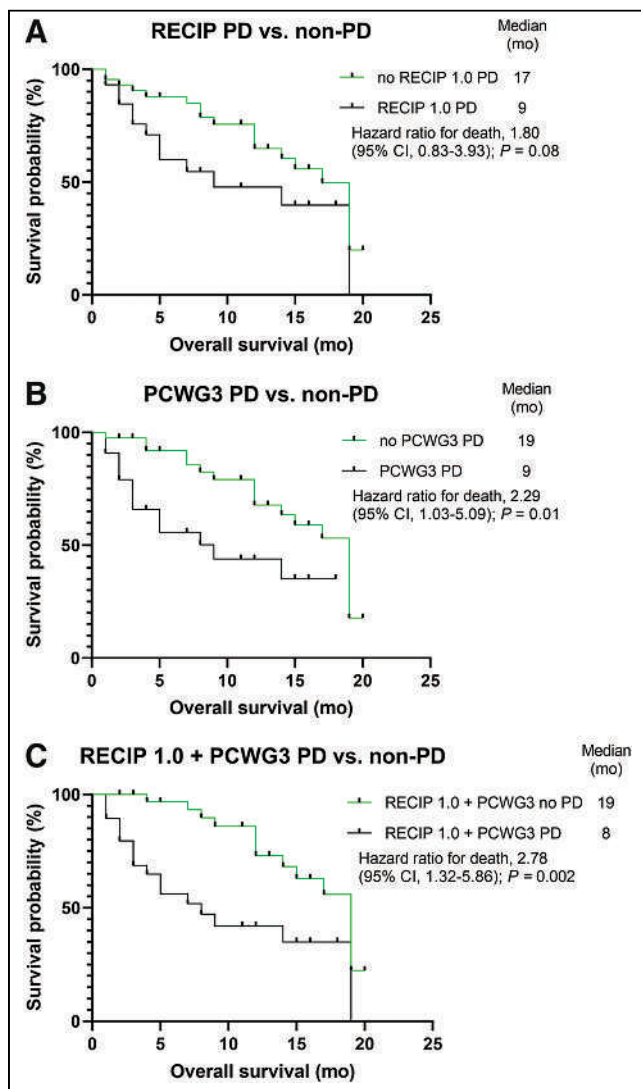 A
RECIP PD vs. non-PD
Median
(mo)
no RECIP 1.0 PD 17
RECIP 1.0 PD 9
Hazard ratio for death, 1.80
(95% CI, 0.83-3.93); P = 0.08
Survival probability (%)
100
50
0
0 5 10 15 20 25
Overall survival (mo)
B
PCWG3 PD vs. non-PD
Median
(mo)
no PCWG3 PD 19
PCWG3 PD 9
Hazard ratio for death, 2.29
(95% CI, 1.03-5.09); P = 0.01
Survival probability (%)
100
50
0
0 5 10 15 20 25
Overall survival (mo)
C
RECIP 1.0 + PCWG3 PD vs. non-PD
Median
(mo)
RECIP 1.0 + PCWG3 no PD 19
RECIP 1.0 + PCWG3 PD 8
Hazard ratio for death, 2.78
(95% CI, 1.32-5.86); P = 0.002
Survival probability (%)
100
50
0
0 5 10 15 20 25
Overall survival (mo)